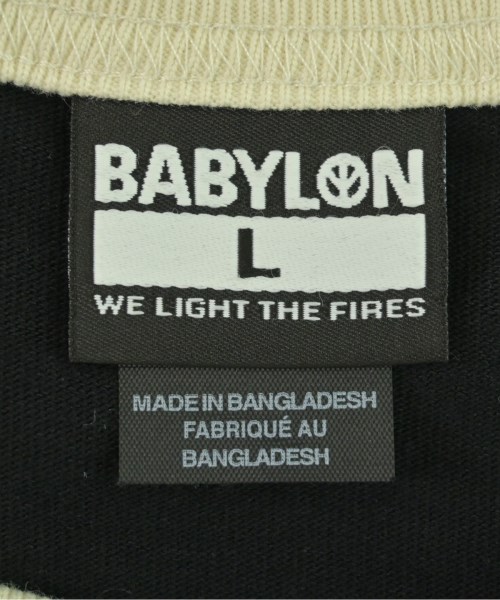 BABYLON
L
WE LIGHT THE FIRES
MADE IN BANGLADESH
FABRIQUÉ AU
BANGLADESH